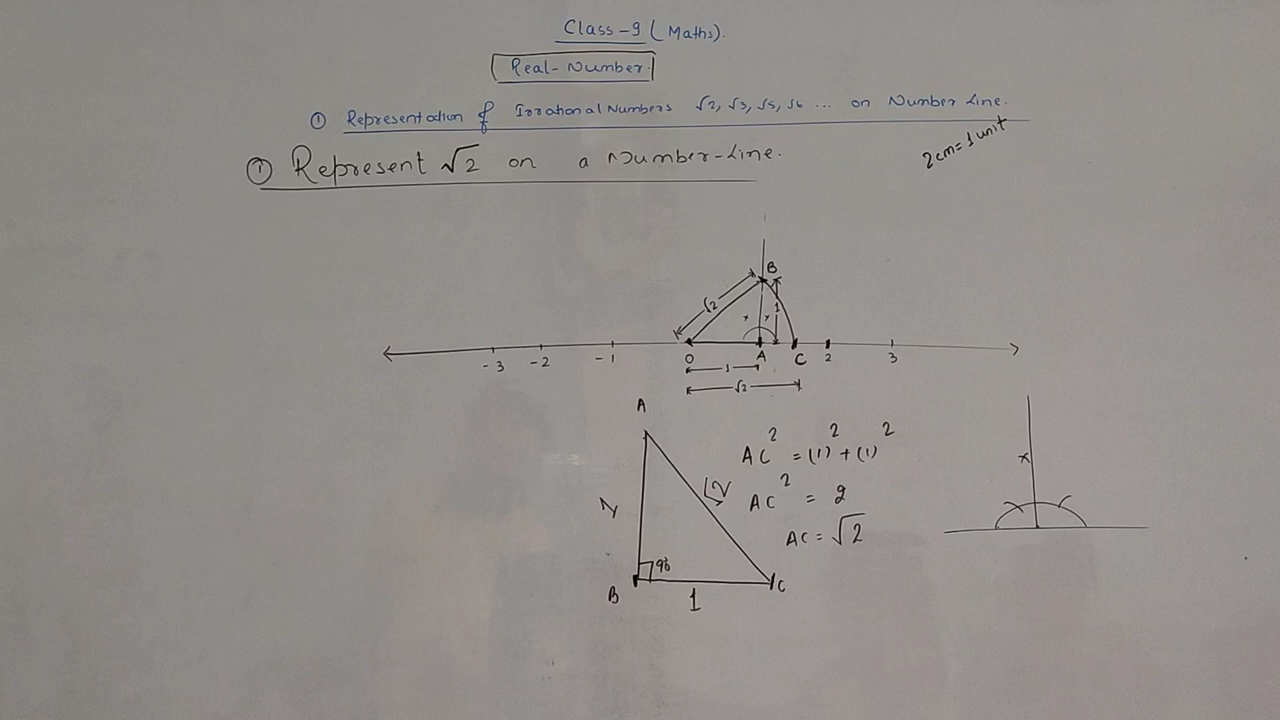 Class-9 (Maths).
Real-Number.
① Representation of Irrational Numbers √2, √3, √5, √6 ... on Number Line.
2cm=1unit
① Represent √2 on a Number-Line.
B
√2
1
-3 -2 -1 0 A C 2 3
1
√2
A
AC² = (1)² + (1)²
1 √2
AC² = 2
AC = √2
90°
B 1 C